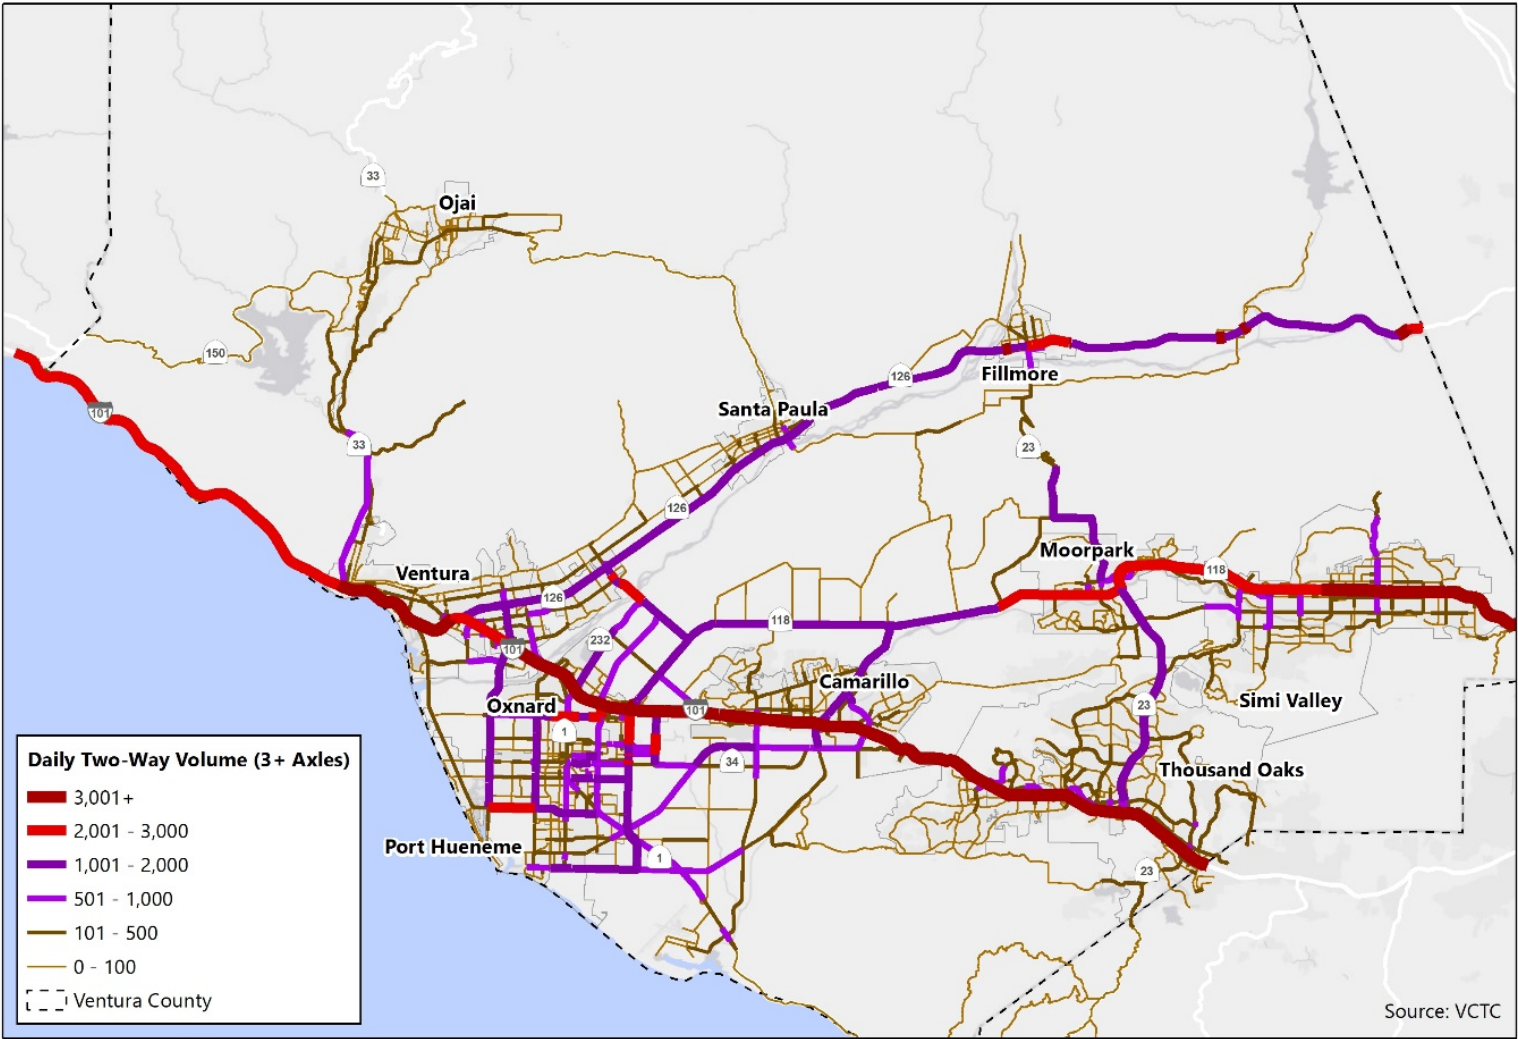 33
Ojai
150
101
33
126
Fillmore
Santa Paula
23
126
Moorpark
118
Ventura
126
118
232
101
Camarillo
Simi Valley
Oxnard
101
23
1
34
Thousand Oaks
Port Hueneme
1
23
Daily Two-Way Volume (3+ Axles)
3,001+
2,001 - 3,000
1,001 - 2,000
501 - 1,000
101 - 500
0 - 100
Ventura County
Source: VCTC